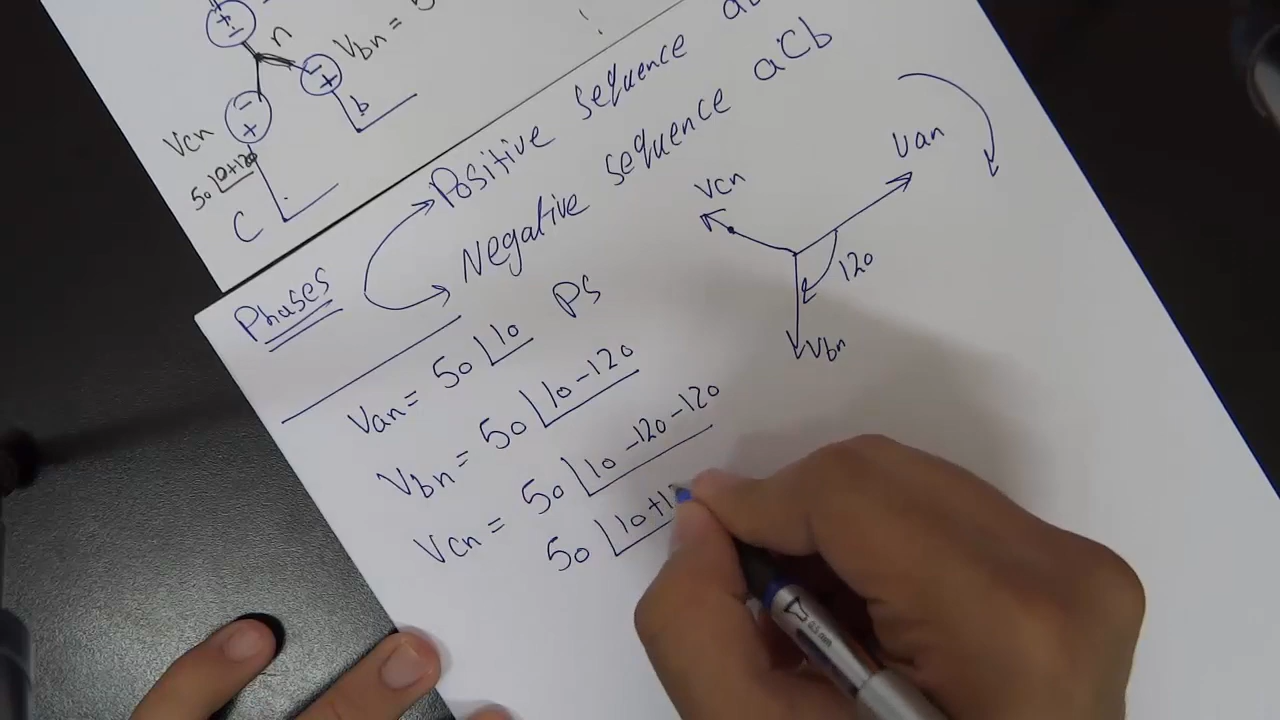 n
Vbn = 5
b
Vcn
50∠0+120
C
Positive sequence
Negative sequence aCb
Phases
Van = 50∠10 PS
Vbn = 50∠10-120
Vcn = 50∠10-120-120
50∠10+1
Van
Vcn
120
Vbn